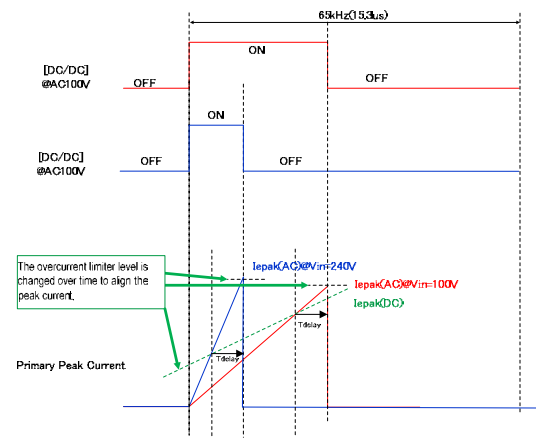 65kHz(15.3us)
ON
[DC/DC]
@AC100V
OFF
OFF
ON
[DC/DC]
@AC100V
OFF
OFF
The overcurrent limiter level is
changed over time to align the
peak current.
Iepak(AC)@Vin=240V
Iepak(AC)@Vin=100V
Iepak(DC)
Tdelay
Tdelay
Primary Peak Current